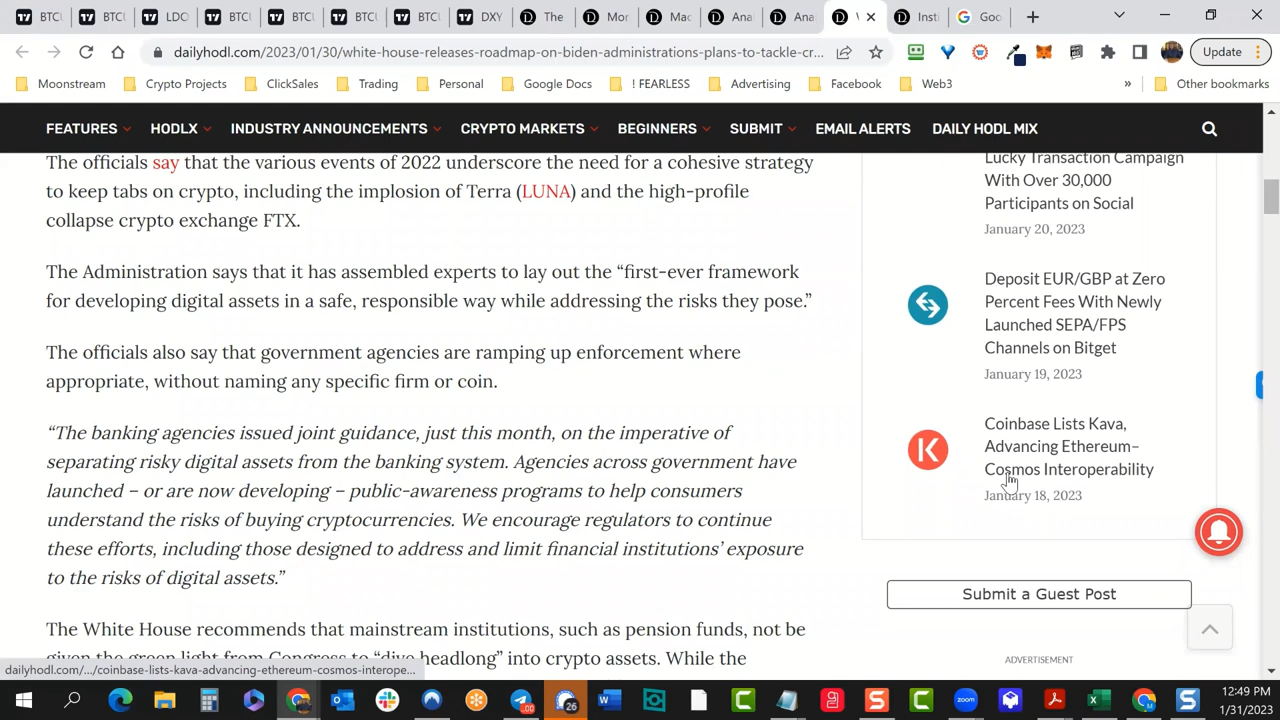 BTCU
BTCU
LDO
BTCU
BTCU
BTCU
BTCU
DXY
The
Mor
Mac
Ana
Ana
Insti
Goo
dailyhodl.com/2023/01/30/white-house-releases-roadmap-on-biden-administrations-plans-to-tackle-cr...
Update
Moonstream
Crypto Projects
ClickSales
Trading
Personal
Google Docs
! FEARLESS
Advertising
Facebook
Web3
»
Other bookmarks
FEATURES
HODLX
INDUSTRY ANNOUNCEMENTS
CRYPTO MARKETS
BEGINNERS
SUBMIT
EMAIL ALERTS
DAILY HODL MIX
The officials say that the various events of 2022 underscore the need for a cohesive strategy
to keep tabs on crypto, including the implosion of Terra (LUNA) and the high-profile
collapse crypto exchange FTX.
The Administration says that it has assembled experts to lay out the “first-ever framework
for developing digital assets in a safe, responsible way while addressing the risks they pose.”
The officials also say that government agencies are ramping up enforcement where
appropriate, without naming any specific firm or coin.
“The banking agencies issued joint guidance, just this month, on the imperative of
separating risky digital assets from the banking system. Agencies across government have
launched – or are now developing – public-awareness programs to help consumers
understand the risks of buying cryptocurrencies. We encourage regulators to continue
these efforts, including those designed to address and limit financial institutions’ exposure
to the risks of digital assets.”
The White House recommends that mainstream institutions, such as pension funds, not be
given the green light from Congress to “dive headlong” into crypto assets. While the
Lucky Transaction Campaign
With Over 30,000
Participants on Social
January 20, 2023
Deposit EUR/GBP at Zero
Percent Fees With Newly
Launched SEPA/FPS
Channels on Bitget
January 19, 2023
Coinbase Lists Kava,
Advancing Ethereum–
Cosmos Interoperability
January 18, 2023
Submit a Guest Post
ADVERTISEMENT
dailyhodl.com/.../coinbase-lists-kava-advancing-ethereum-cosmos-interope...
26
12:49 PM
1/31/2023